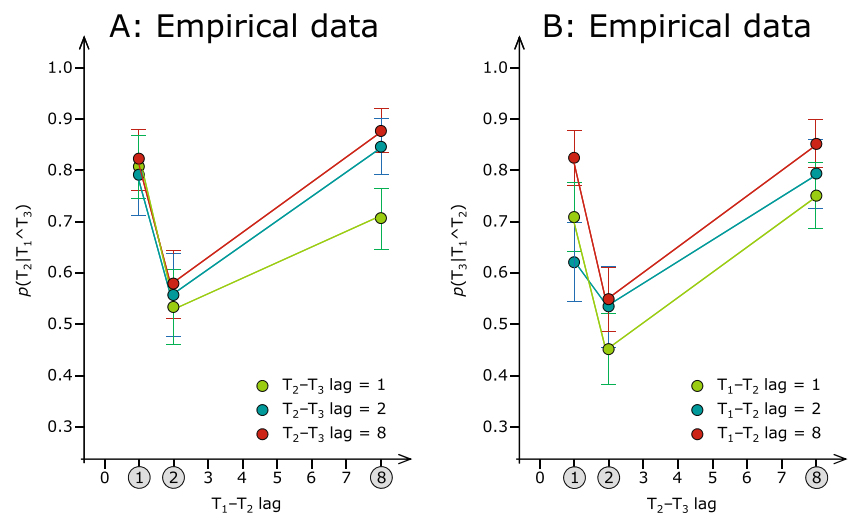 A: Empirical data
1.0
0.9
0.8
0.7
0.6
0.5
0.4
0.3
p(T₂|T₁^T₃)
T₂–T₃ lag = 1
T₂–T₃ lag = 2
T₂–T₃ lag = 8
0 1 2 3 4 5 6 7 8
T₁–T₂ lag
B: Empirical data
1.0
0.9
0.8
0.7
0.6
0.5
0.4
0.3
p(T₃|T₁^T₂)
T₁–T₂ lag = 1
T₁–T₂ lag = 2
T₁–T₂ lag = 8
0 1 2 3 4 5 6 7 8
T₂–T₃ lag